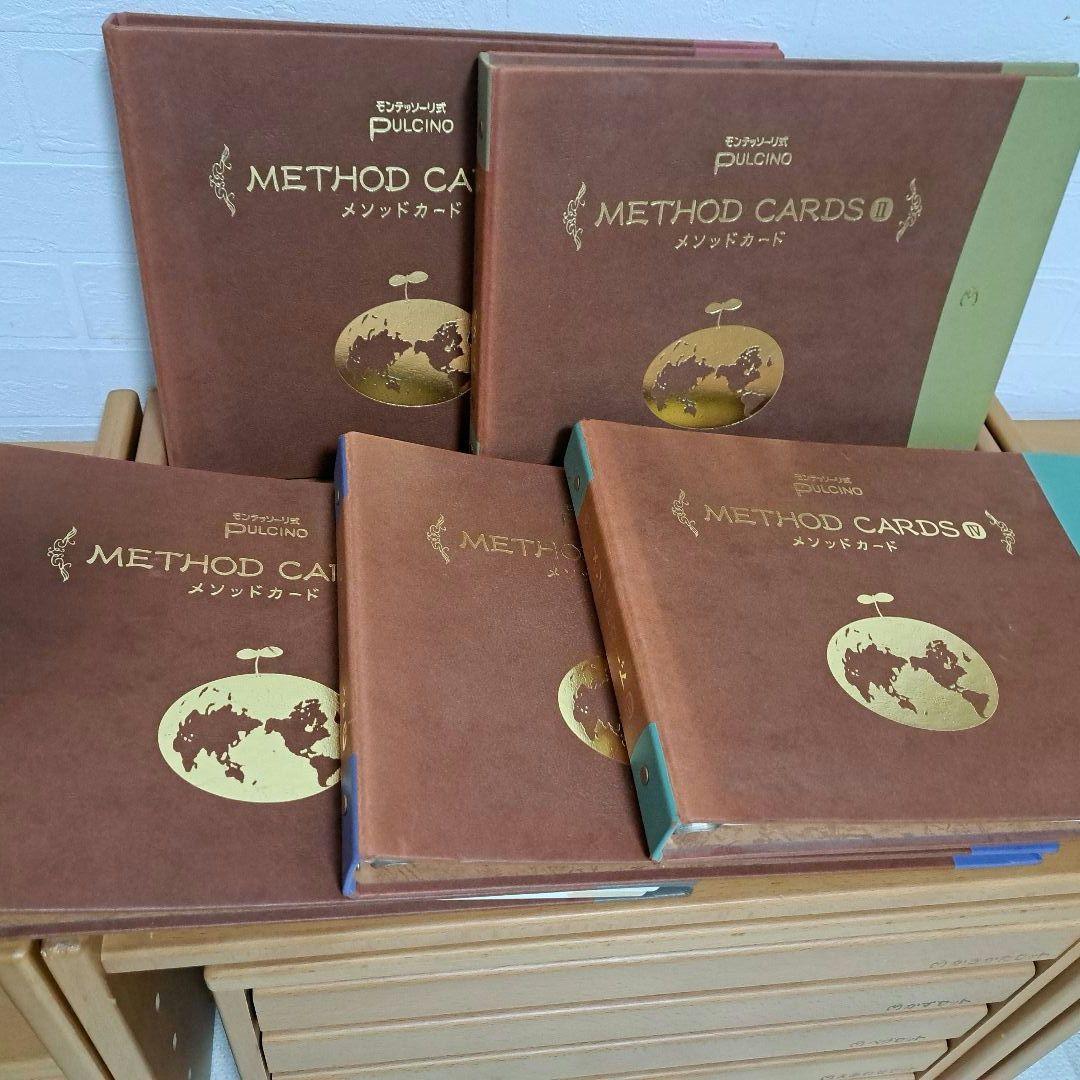 モンテッソーリ式
PULCINO
METHOD CA
メソッドカード
モンテッソーリ式
PULCINO
METHOD CARDS II
メソッドカード
モンテッソーリ式
PULCINO
METHOD CA
メソッドカード
METHO
モンテッソーリ式
PULCINO
METHOD CARDS IV
メソッドカード